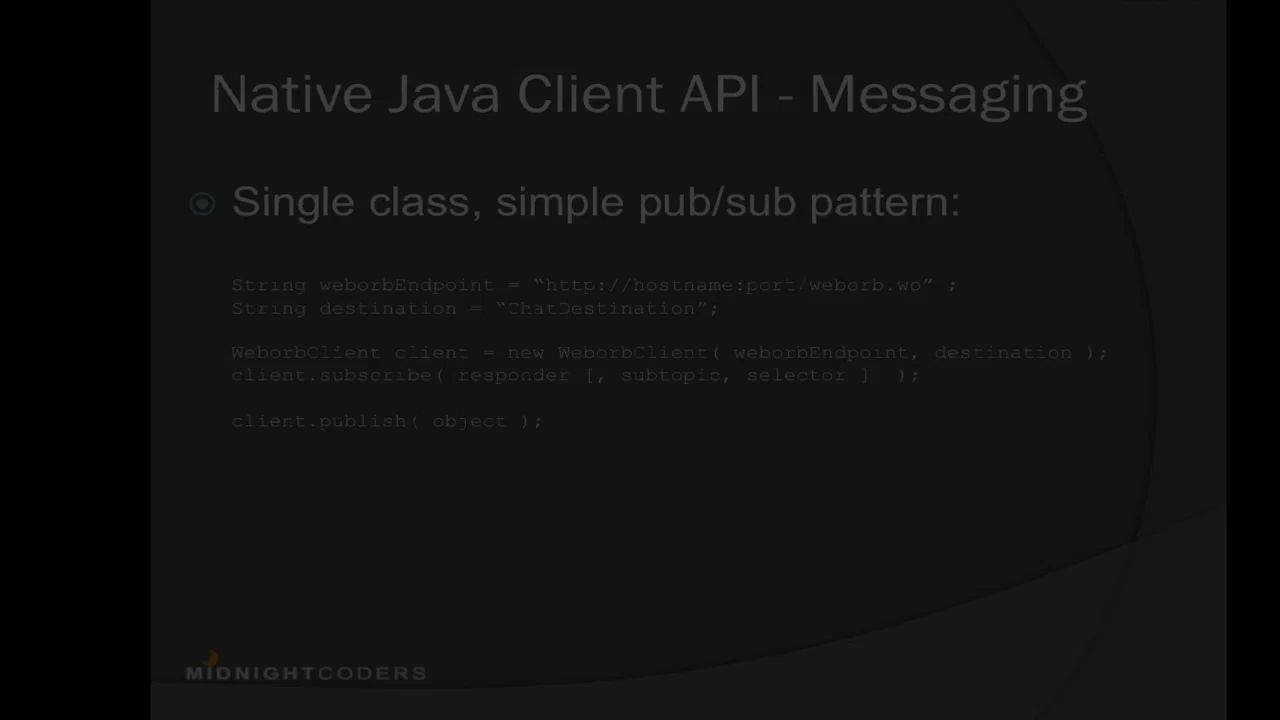 Native Java Client API - Messaging
Single class, simple pub/sub pattern:
String weborbEndpoint = “http://hostname:port/weborb.wo” ;
String destination = “ChatDestination”;
WeborbClient client = new WeborbClient( weborbEndpoint, destination );
client.subscribe( responder [, subtopic, selector ]  );
client.publish( object );
MIDNIGHTCODERS